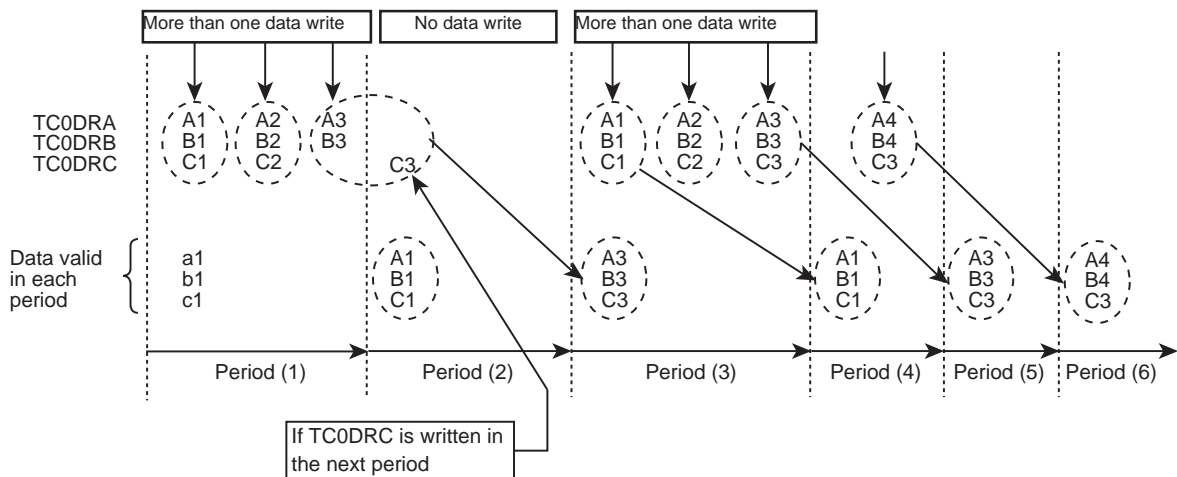 More than one data write
No data write
More than one data write
TC0DRA
TC0DRB
TC0DRC
A1
B1
C1
A2
B2
C2
A3
B3
C3
A1
B1
C1
A2
B2
C2
A3
B3
C3
A4
B4
C3
Data valid
in each
period
a1
b1
c1
A1
B1
C1
A3
B3
C3
A1
B1
C1
A3
B3
C3
A4
B4
C3
Period (1)
Period (2)
Period (3)
Period (4)
Period (5)
Period (6)
If TC0DRC is written in
the next period